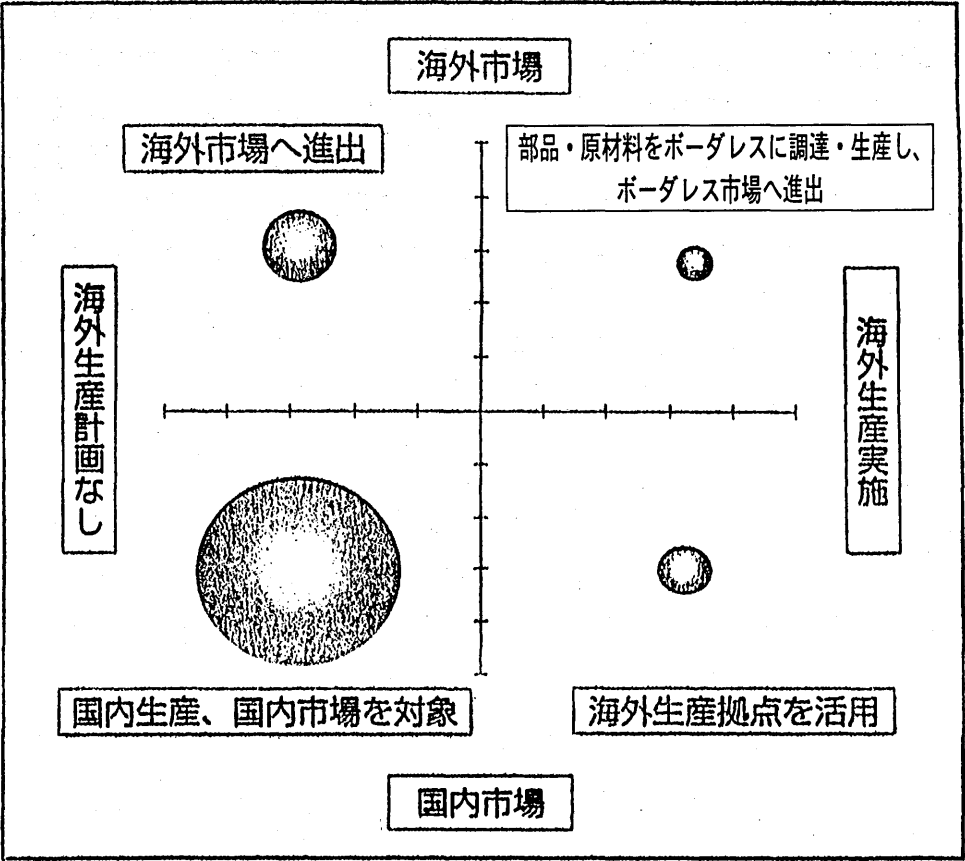 海外市場
海外市場へ進出
部品・原材料をボーダレスに調達・生産し、
ボーダレス市場へ進出
海外生産計画なし
海外生産実施
国内生産、国内市場を対象
海外生産拠点を活用
国内市場